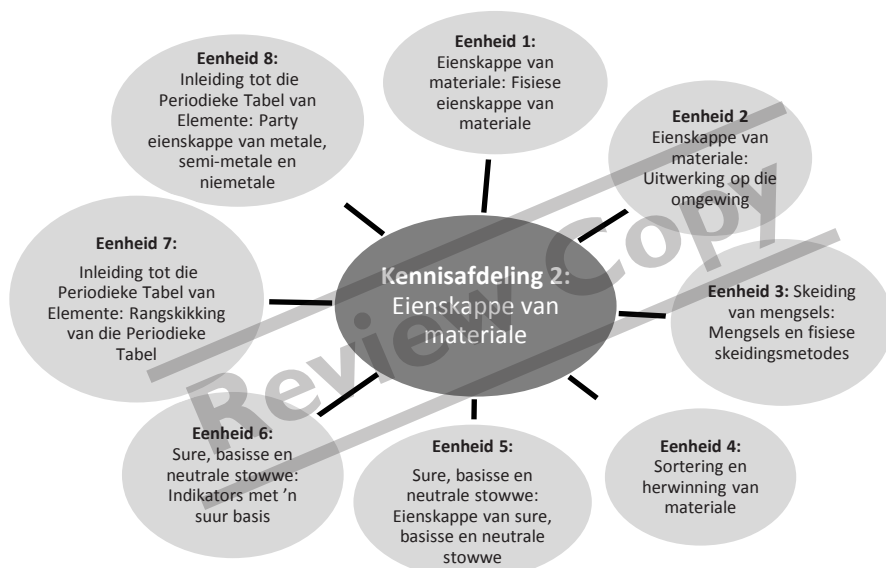 Eenheid 8:
Inleiding tot die
Periodieke Tabel van
Elemente: Party
eienskappe van metale,
semi-metale en
niemetale
Eenheid 1:
Eienskappe van
materiale: Fisiese
eienskappe van
materiale
Eenheid 2
Eienskappe van
materiale:
Uitwerking op die
omgewing
Eenheid 7:
Inleiding tot die
Periodieke Tabel van
Elemente: Rangskikking
van die Periodieke
Tabel
Kennisafdeling 2:
Eienskappe van
materiale
Eenheid 3: Skeiding
van mengsels:
Mengsels en fisiese
skeidingsmetodes
Eenheid 6:
Sure, basisse en
neutrale stowwe:
Indikators met ’n
suur basis
Eenheid 5:
Sure, basisse en
neutrale stowwe:
Eienskappe van sure,
basisse en neutrale
stowwe
Eenheid 4:
Sortering en
herwinning van
materiale
Review Copy